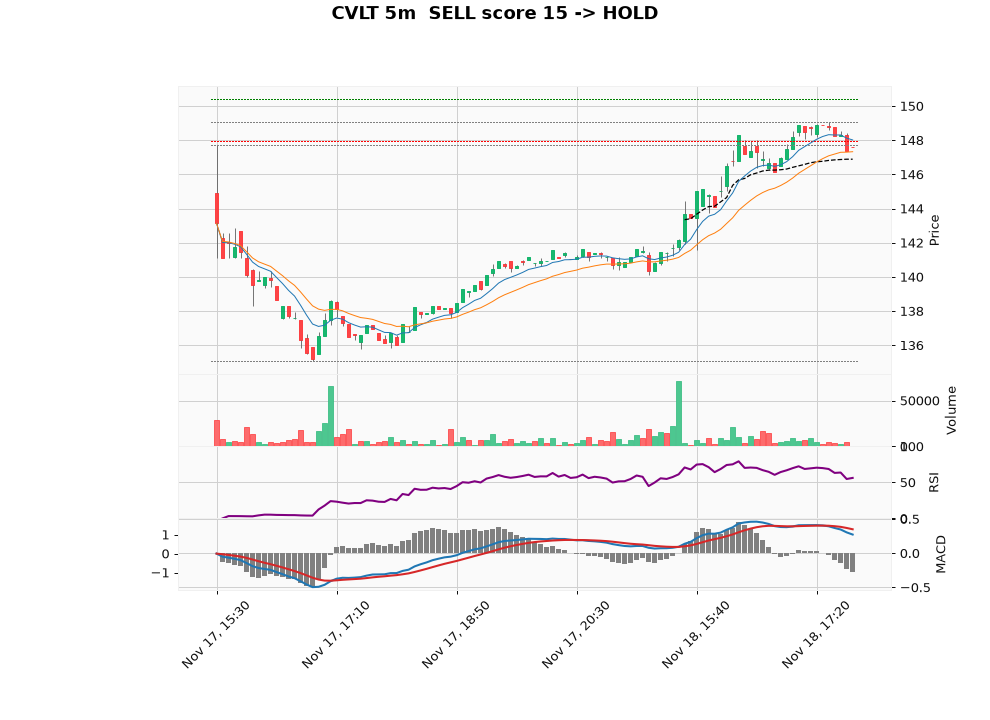 CVLT 5m  SELL score 15 -> HOLD
150
148
146
144
142
140
138
136
Price
50000
0
Volume
100
50
0
RSI
1
0
−1
0.5
0.0
−0.5
MACD
Nov 17, 15:30
Nov 17, 17:10
Nov 17, 18:50
Nov 17, 20:30
Nov 18, 15:40
Nov 18, 17:20